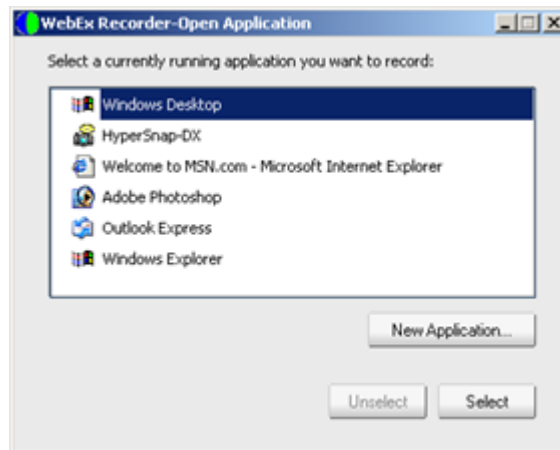 WebEx Recorder-Open Application
Select a currently running application you want to record:
Windows Desktop
HyperSnap-DX
Welcome to MSN.com - Microsoft Internet Explorer
Adobe Photoshop
Outlook Express
Windows Explorer
New Application...
Unselect Select